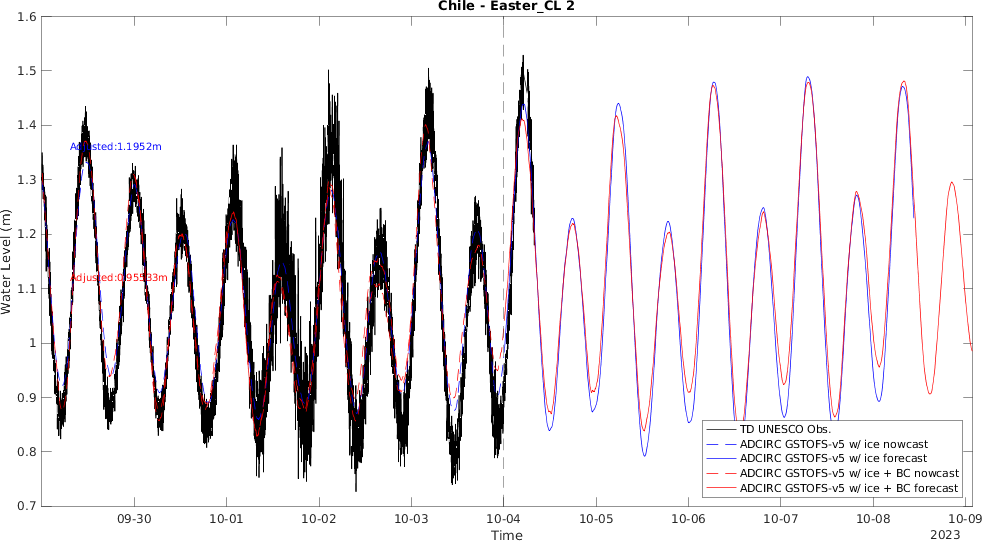 Chile - Easter_CL 2
1.6
1.5
1.4
1.3
1.2
1.1
1
0.9
0.8
0.7
Water Level (m)
Adjusted:1.1952m
Adjusted:0.95533m
TD UNESCO Obs.
ADCIRC GSTOFS-v5 w/ ice nowcast
ADCIRC GSTOFS-v5 w/ ice forecast
ADCIRC GSTOFS-v5 w/ ice + BC nowcast
ADCIRC GSTOFS-v5 w/ ice + BC forecast
09-30 10-01 10-02 10-03 10-04 10-05 10-06 10-07 10-08 10-09
Time
2023